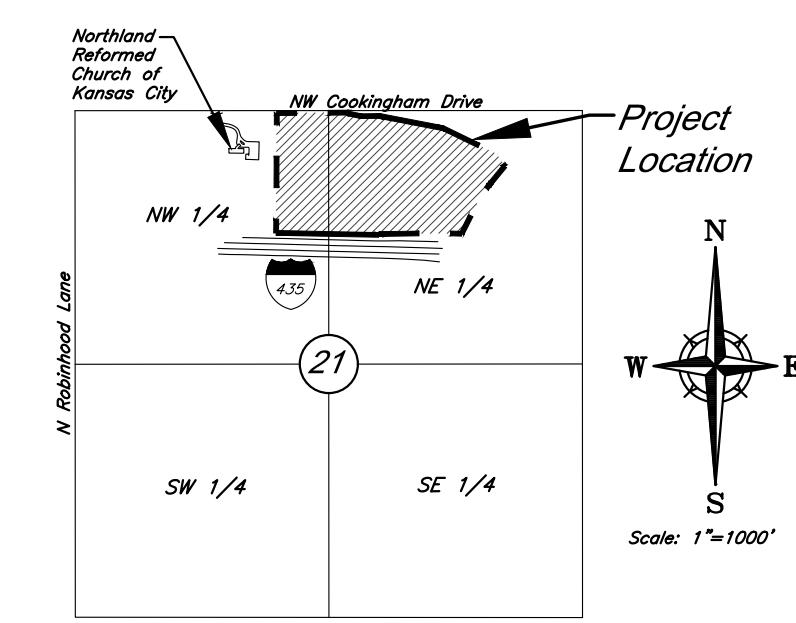 Northland
Reformed
Church of
Kansas City
NW Cookingham Drive
Project
Location
NW 1/4
435
NE 1/4
N Robinhood Lane
21
SW 1/4
SE 1/4
N
W
E
S
Scale: 1"=1000'